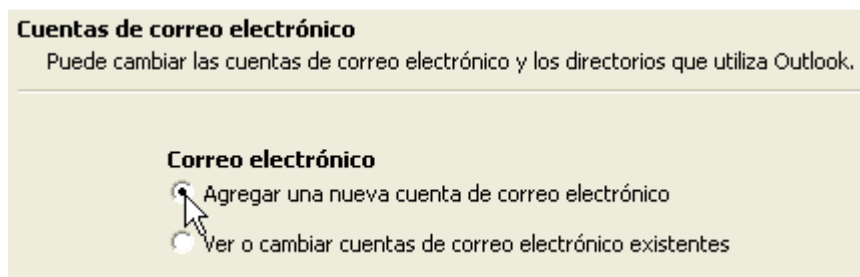 Cuentas de correo electrónico
Puede cambiar las cuentas de correo electrónico y los directorios que utiliza Outlook.
Correo electrónico
Agregar una nueva cuenta de correo electrónico
Ver o cambiar cuentas de correo electrónico existentes